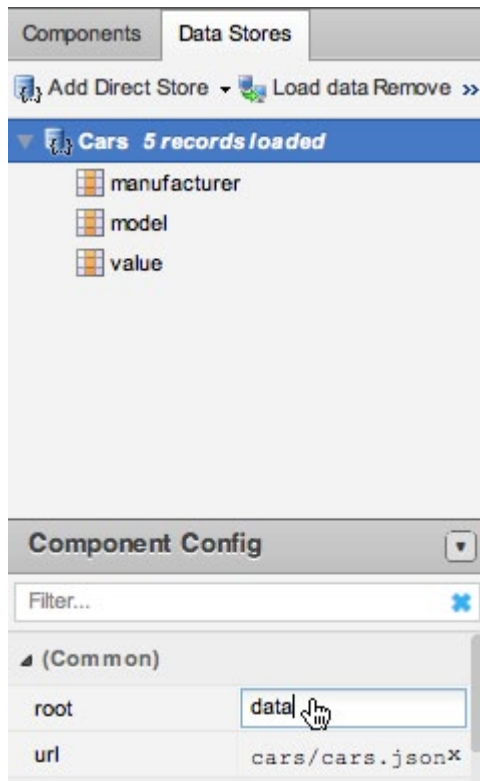 Components Data Stores
Add Direct Store Load data Remove »
Cars 5 records loaded
manufacturer
model
value
Component Config
Filter...
(Common)
root data
url cars/cars.json x